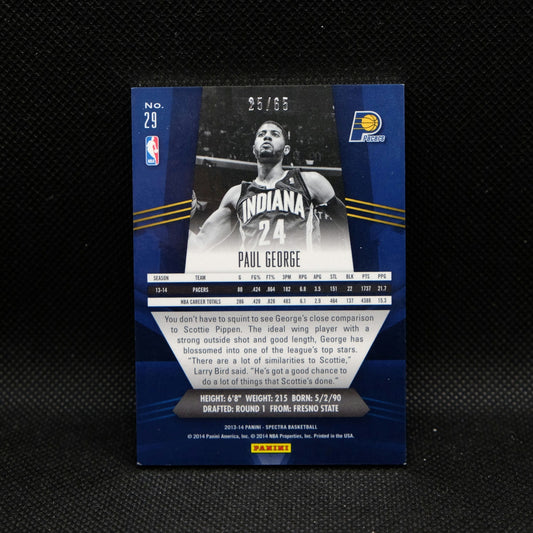 25/65
No.
29
NBA
PACERS
INDIANA
24
PAUL GEORGE
SEASON TEAM G FG% FT% 3PM RPG APG STL BLK PTS PPG
13-14 PACERS 80 .424 .864 182 6.8 3.5 151 22 1737 21.7
NBA CAREER TOTALS 286 .428 .828 483 6.1 2.9 464 137 4388 15.3
You don't have to squint to see George's close comparison
to Scottie Pippen. The ideal wing player with a
strong outside shot and good length, George has
blossomed into one of the league's top stars.
"There are a lot of similarities to Scottie,"
Larry Bird said. "He's got a good chance to
do a lot of things that Scottie's done."
HEIGHT: 6'8" WEIGHT: 215 BORN: 5/2/90
DRAFTED: ROUND 1 FROM: FRESNO STATE
2013-14 PANINI - SPECTRA BASKETBALL
© 2014 Panini America, Inc. © 2014 NBA Properties, Inc. Printed in the USA.
PANINI